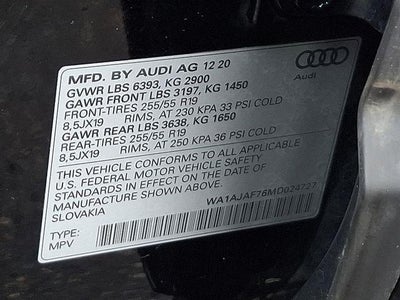 MFD. BY AUDI AG 12 20
GVWR LBS 6393, KG 2900
GAWR FRONT LBS 3197, KG 1450
FRONT-TIRES 255/55 R19
8,5JX19 RIMS, AT 230 KPA 33 PSI COLD
GAWR REAR LBS 3638, KG 1650
REAR-TIRES 255/55 R19
8,5JX19 RIMS, AT 250 KPA 36 PSI COLD
Audi
THIS VEHICLE CONFORMS TO ALL APPLICABLE
U.S. FEDERAL MOTOR VEHICLE SAFETY
STANDARDS IN EFFECT ON THE DATE OF
MANUFACTURE SHOWN ABOVE.
SLOVAKIA
WA1AJAF76MD024727
TYPE:
MPV